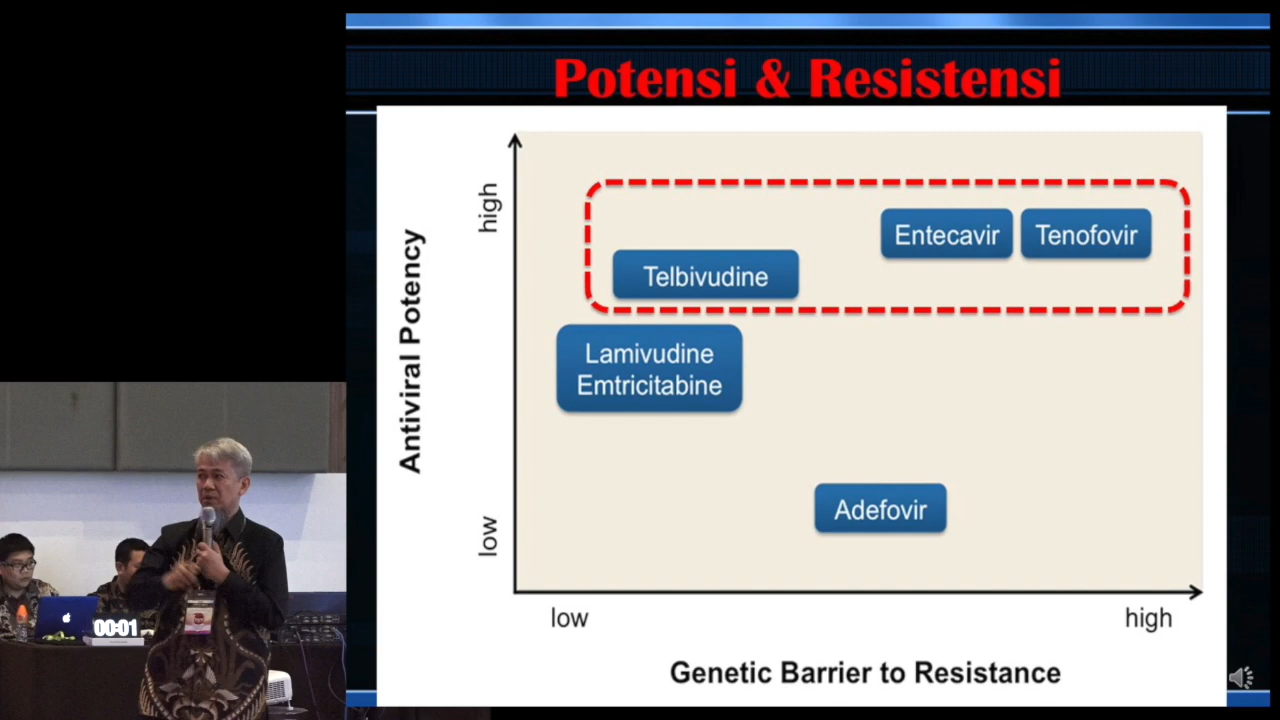 Potensi & Resistensi
high
Antiviral Potency
low
Entecavir
Tenofovir
Telbivudine
Lamivudine
Emtricitabine
Adefovir
low
high
Genetic Barrier to Resistance
00:01